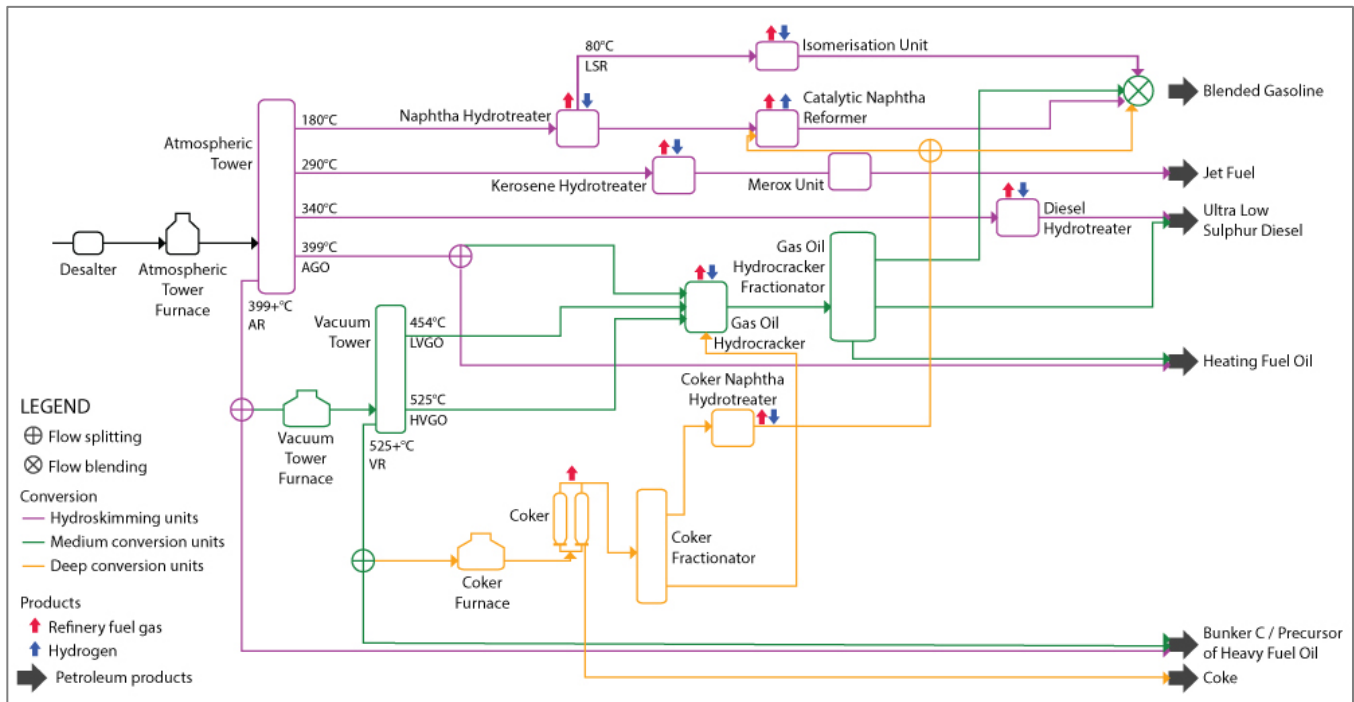 80°C
LSR
Isomerisation Unit
Naphtha Hydrotreater
Catalytic Naphtha
Reformer
Blended Gasoline
Atmospheric
Tower
180°C
290°C
Kerosene Hydrotreater
Merox Unit
Jet Fuel
340°C
Diesel
Hydrotreater
Ultra Low
Sulphur Diesel
Desalter
Atmospheric
Tower
Furnace
399°C
AGO
399+°C
AR
Gas Oil
Hydrocracker
Fractionator
Vacuum
Tower
454°C
LVGO
Gas Oil
Hydrocracker
Heating Fuel Oil
525°C
HVGO
525+°C
VR
Vacuum
Tower
Furnace
Coker Naphtha
Hydrotreater
Coker
Coker
Fractionator
Coker
Furnace
Bunker C / Precursor
of Heavy Fuel Oil
Coke
LEGEND
Flow splitting
Flow blending
Conversion
Hydroskimming units
Medium conversion units
Deep conversion units
Products
Refinery fuel gas
Hydrogen
Petroleum products